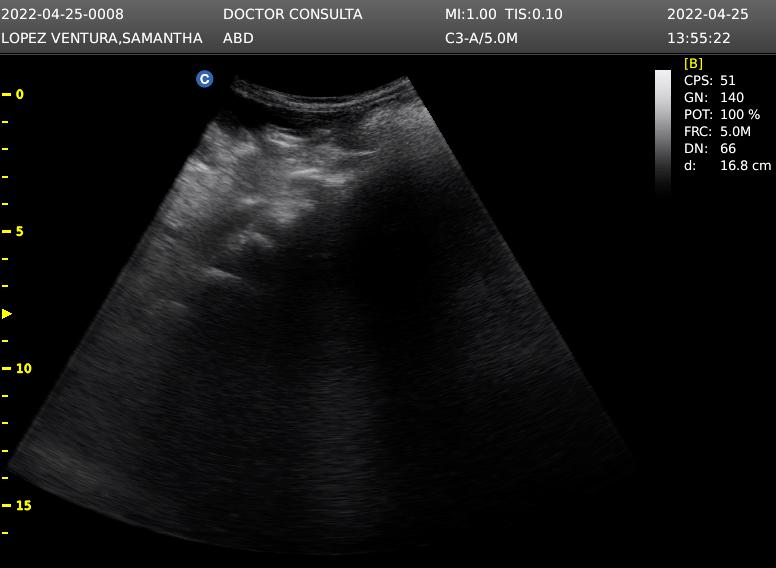 2022-04-25-0008 DOCTOR CONSULTA MI:1.00 TIS:0.10 2022-04-25
LOPEZ VENTURA,SAMANTHA ABD C3-A/5.0M 13:55:22
[B]
CPS: 51
GN: 140
POT: 100 %
FRC: 5.0M
DN: 66
d: 16.8 cm
C
0
5
10
15